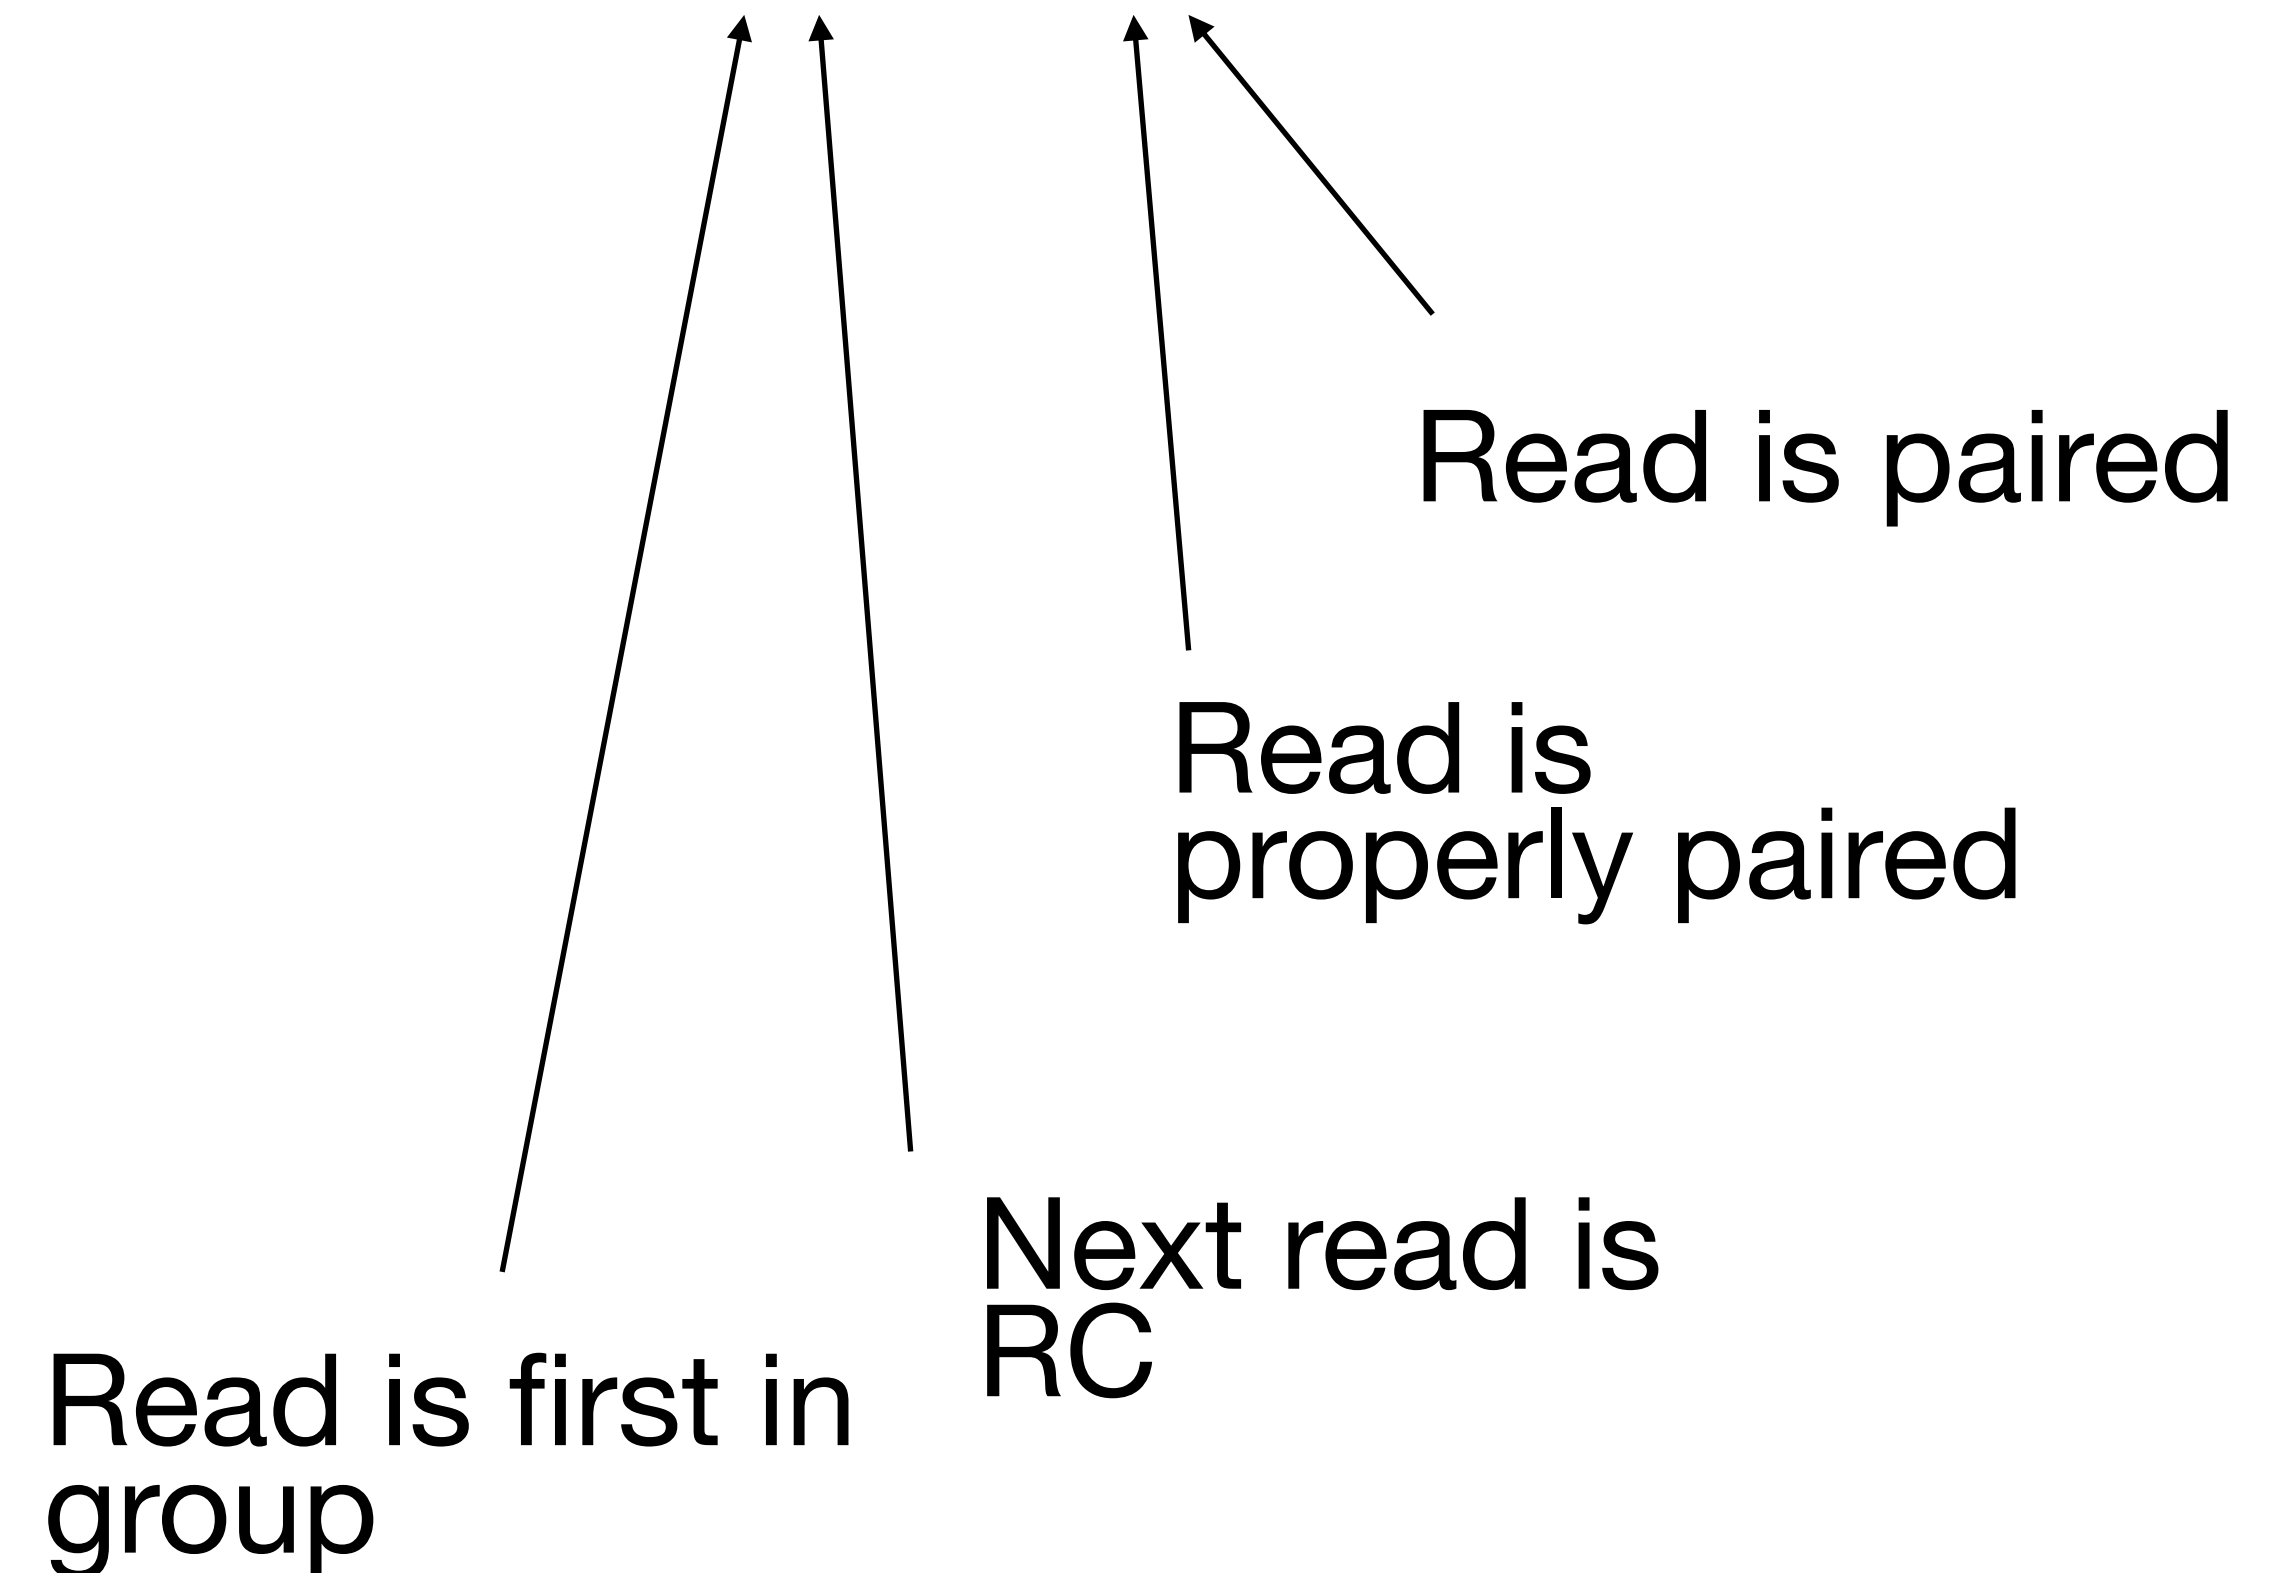 Read is paired
Read is
properly paired
Next read is
RC
Read is first in
group